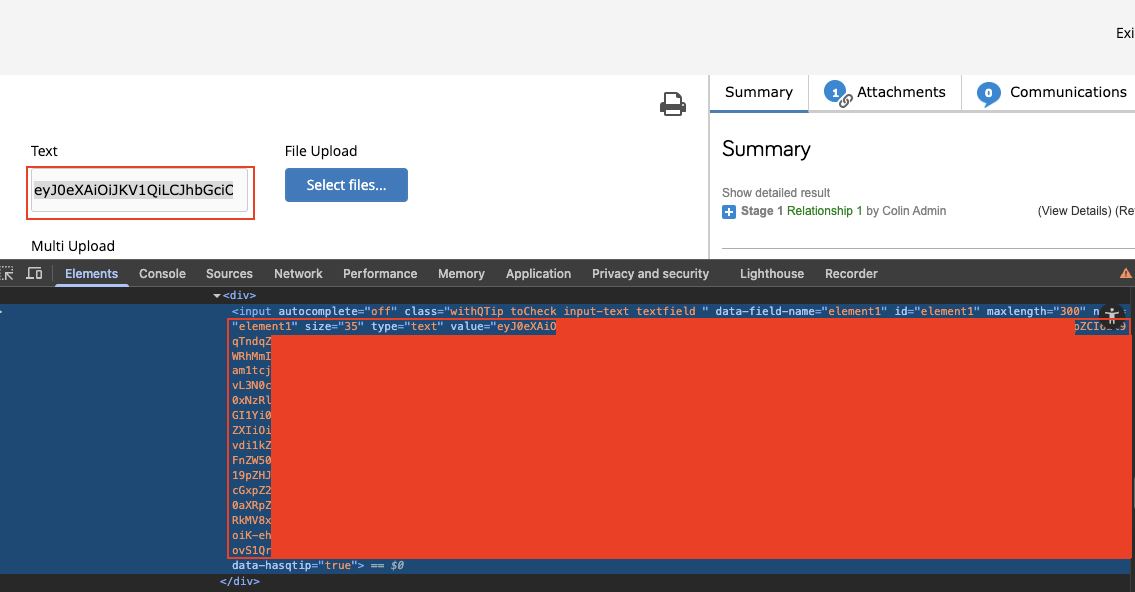 Exi
Summary
1
Attachments
0
Communications
Text
File Upload
eyJ0eXAiOiJKV1QiLCJhbGciO
Select files...
Summary
Show detailed result
Stage 1 Relationship 1 by Colin Admin
(View Details) (Re
Multi Upload
Elements Console Sources Network Performance Memory Application Privacy and security Lighthouse Recorder
<div>
<input autocomplete="off" class="withQTip toCheck input-text textfield " data-field-name="element1" id="element1" maxlength="300"
"element1" size="35" type="text" value="eyJ0eXAiO
qTndqZ
WRhMmI
am1tcj
vL3N0c
0xNzRl
GI1Yi0
ZXIiOi
vdi1kZ
FnZW50
19pZHJ
cGxpZ2
0aXRpZ
RkMV8x
oiK-eh
ovS1Qr
data-hasqtip="true"> == $0
</div>